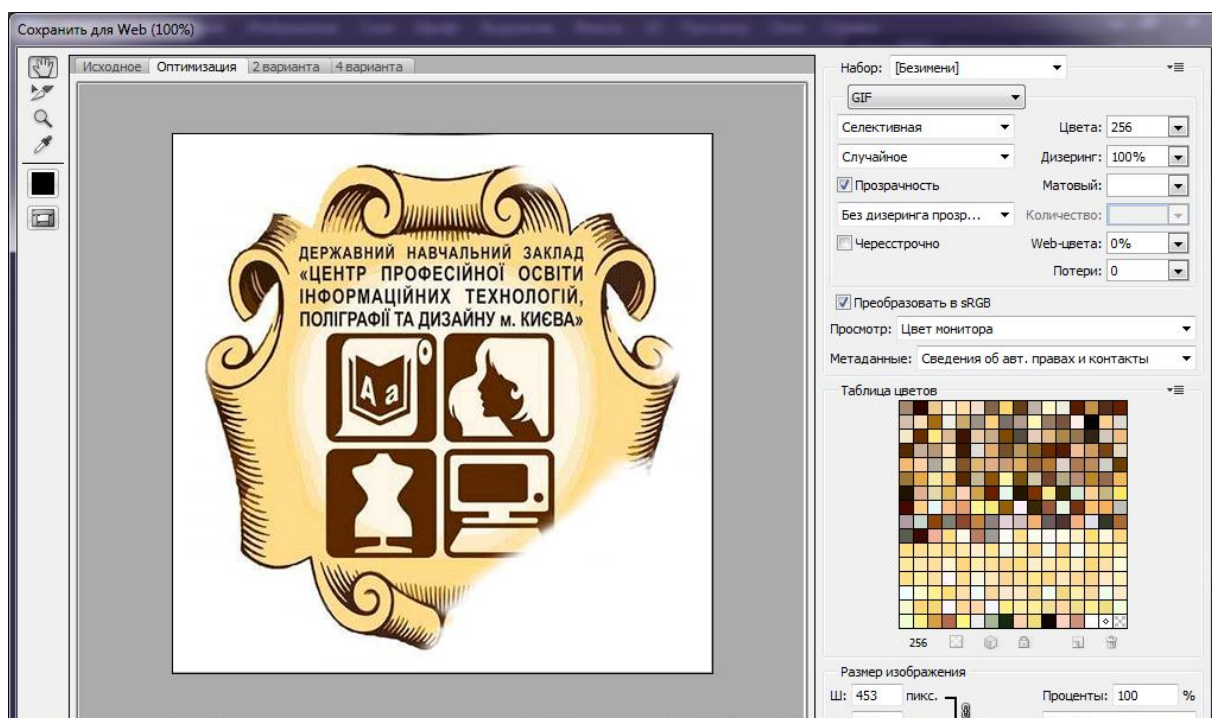 Сохранить для Web (100%)
Исходное Оптимизация 2 варианта 4 варианта
ДЕРЖАВНИЙ НАВЧАЛЬНИЙ ЗАКЛАД
«ЦЕНТР ПРОФЕСІЙНОЇ ОСВІТИ
ІНФОРМАЦІЙНИХ ТЕХНОЛОГІЙ,
ПОЛІГРАФІЇ ТА ДИЗАЙНУ м. КИЄВА»
A a
Набор: [Безимени]
GIF
Селективная Цвета: 256
Случайное Дизеринг: 100%
Прозрачность Матовый:
Без дизеринга прозр... Количество:
Чересстрочно Web-цвета: 0%
Потери: 0
Преобразовать в sRGB
Просмотр: Цвет монитора
Метаданные: Сведения об авт. правах и контакты
Таблица цветов
256
Размер изображения
Ш: 453 пикс. Проценты: 100 %